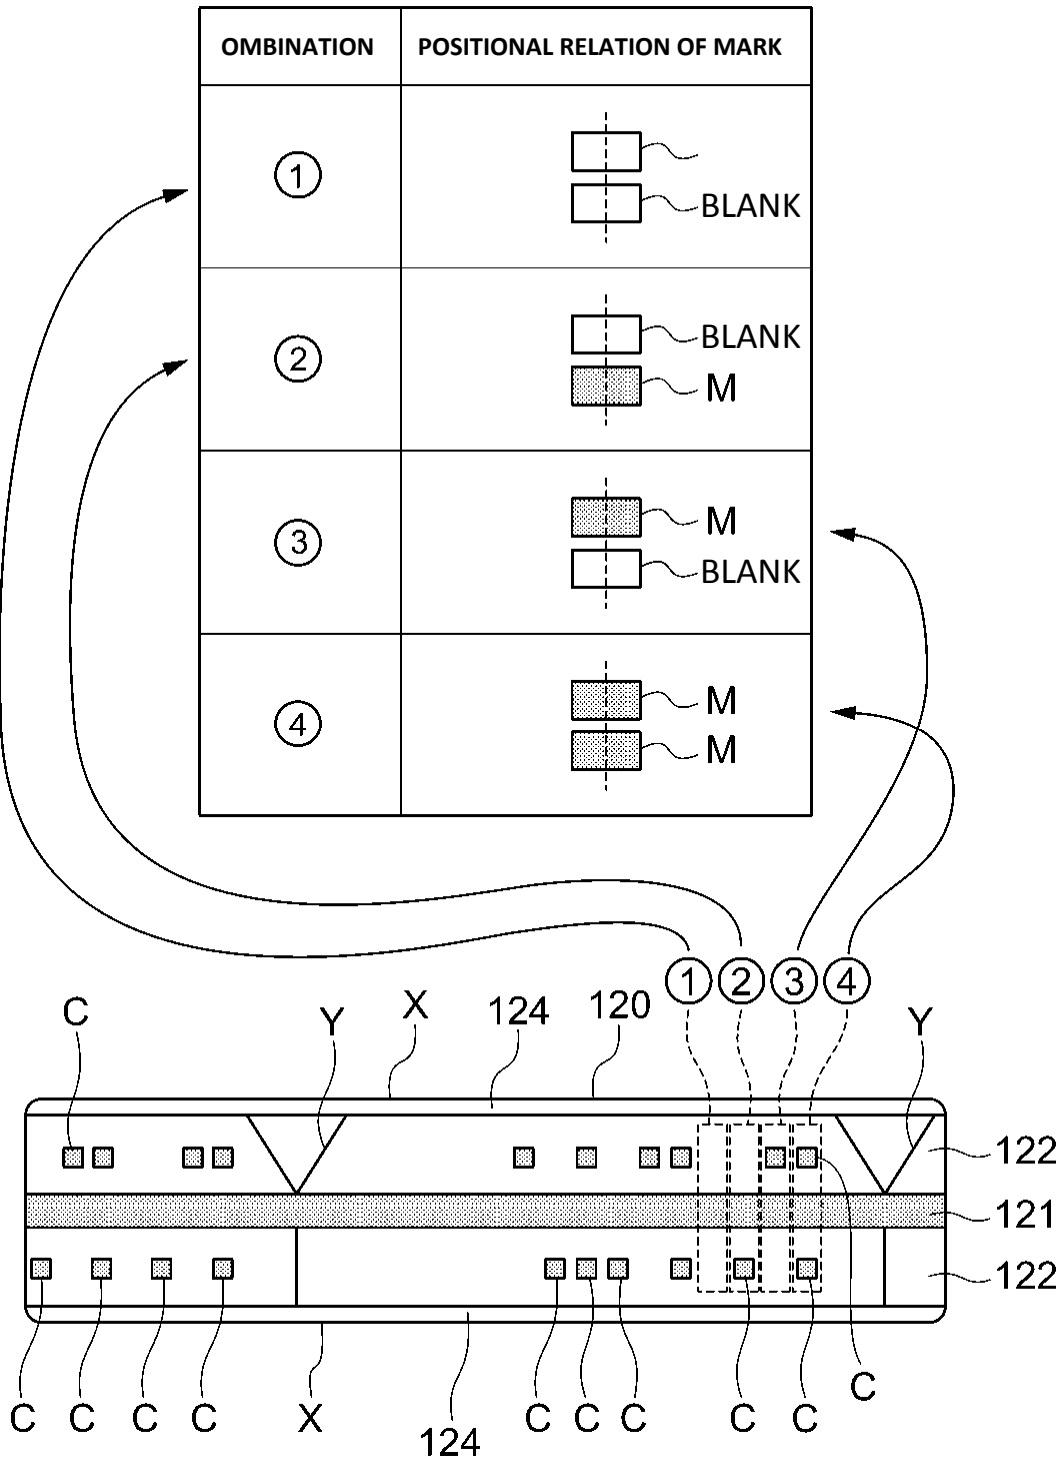 OMBINATION POSITIONAL RELATION OF MARK
1
BLANK
2 BLANK
M
3 M
BLANK
4 M
M
1 2 3 4
C Y X 124 120 Y
122
121
122
C
C C C C X 124 C C C C C